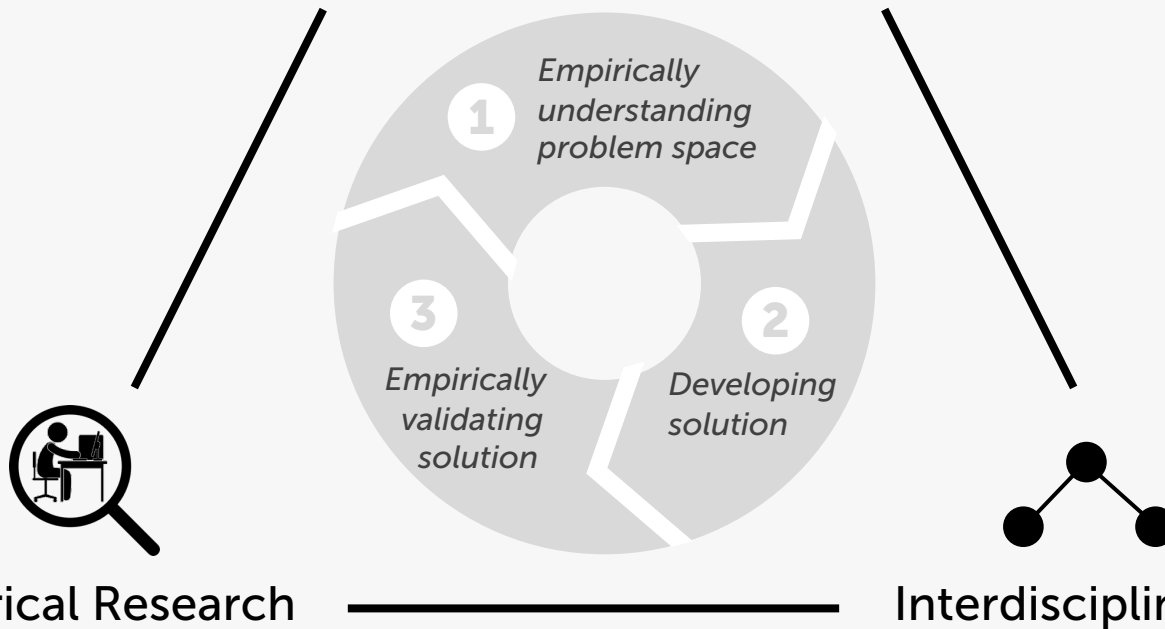 1
Empirically
understanding
problem space
3
Empirically
validating
solution
2
Developing
solution
rical Research
Interdisciplin